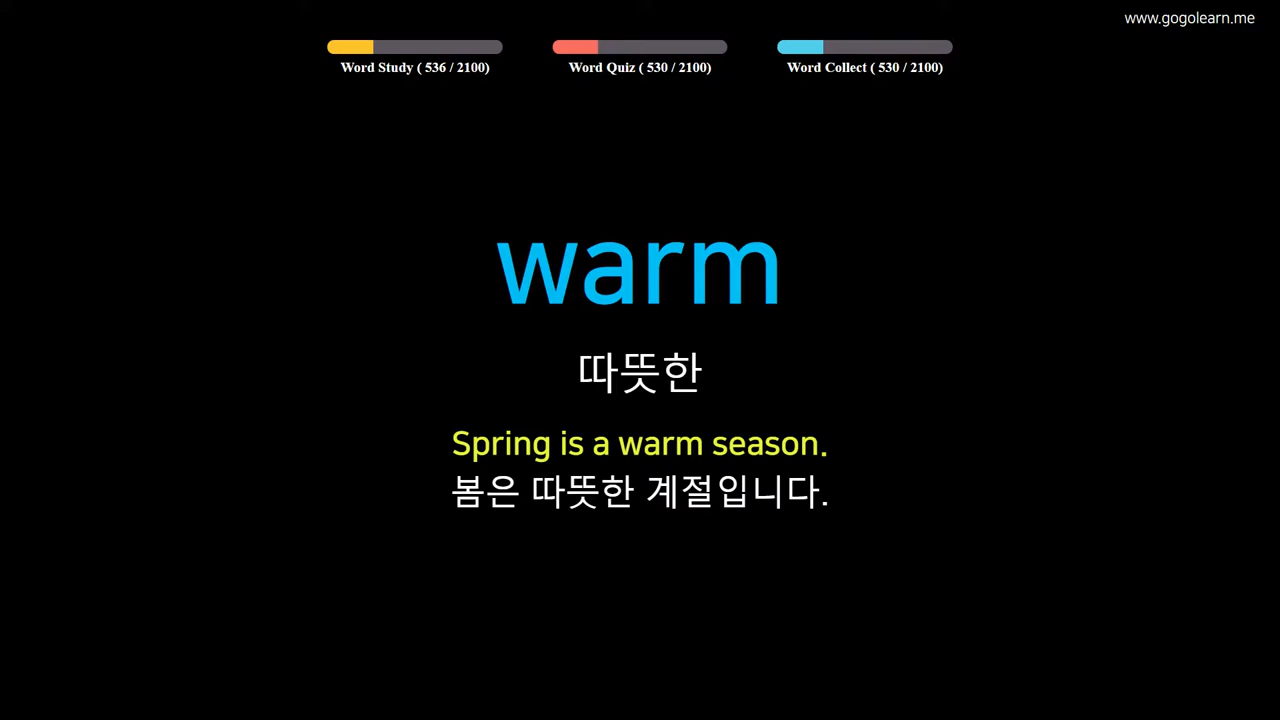 www.gogolearn.me
Word Study ( 536 / 2100)
Word Quiz ( 530 / 2100)
Word Collect ( 530 / 2100)
warm
따뜻한
Spring is a warm season.
봄은 따뜻한 계절입니다.